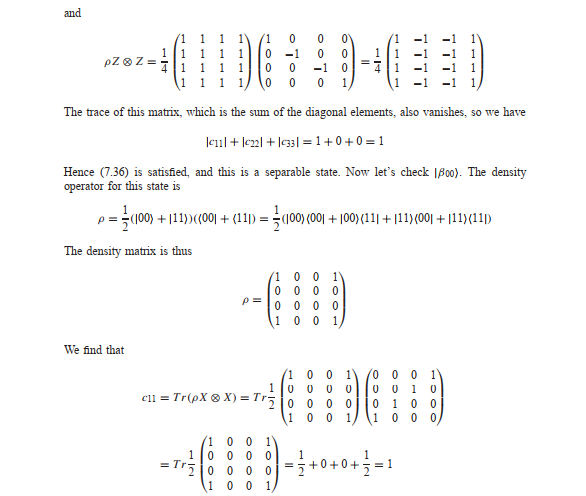 and
ρZ ⊗ Z = 1/4 (1 1 1 1; 1 1 1 1; 1 1 1 1; 1 1 1 1) (1 0 0 0; 0 −1 0 0; 0 0 −1 0; 0 0 0 1) = 1/4 (1 −1 −1 1; 1 −1 −1 1; 1 −1 −1 1; 1 −1 −1 1)
The trace of this matrix, which is the sum of the diagonal elements, also vanishes, so we have
|c11| + |c22| + |c33| = 1 + 0 + 0 = 1
Hence (7.36) is satisfied, and this is a separable state. Now let's check |β00⟩. The density
operator for this state is
ρ = 1/2 (|00⟩ + |11⟩)(⟨00| + ⟨11|) = 1/2 (|00⟩⟨00| + |00⟩⟨11| + |11⟩⟨00| + |11⟩⟨11|)
The density matrix is thus
ρ = (1 0 0 1; 0 0 0 0; 0 0 0 0; 1 0 0 1)
We find that
c11 = Tr(ρX ⊗ X) = Tr 1/2 (1 0 0 1; 0 0 0 0; 0 0 0 0; 1 0 0 1) (0 0 0 1; 0 0 1 0; 0 1 0 0; 1 0 0 0)
= Tr 1/2 (1 0 0 1; 0 0 0 0; 0 0 0 0; 1 0 0 1) = 1/2 + 0 + 0 + 1/2 = 1